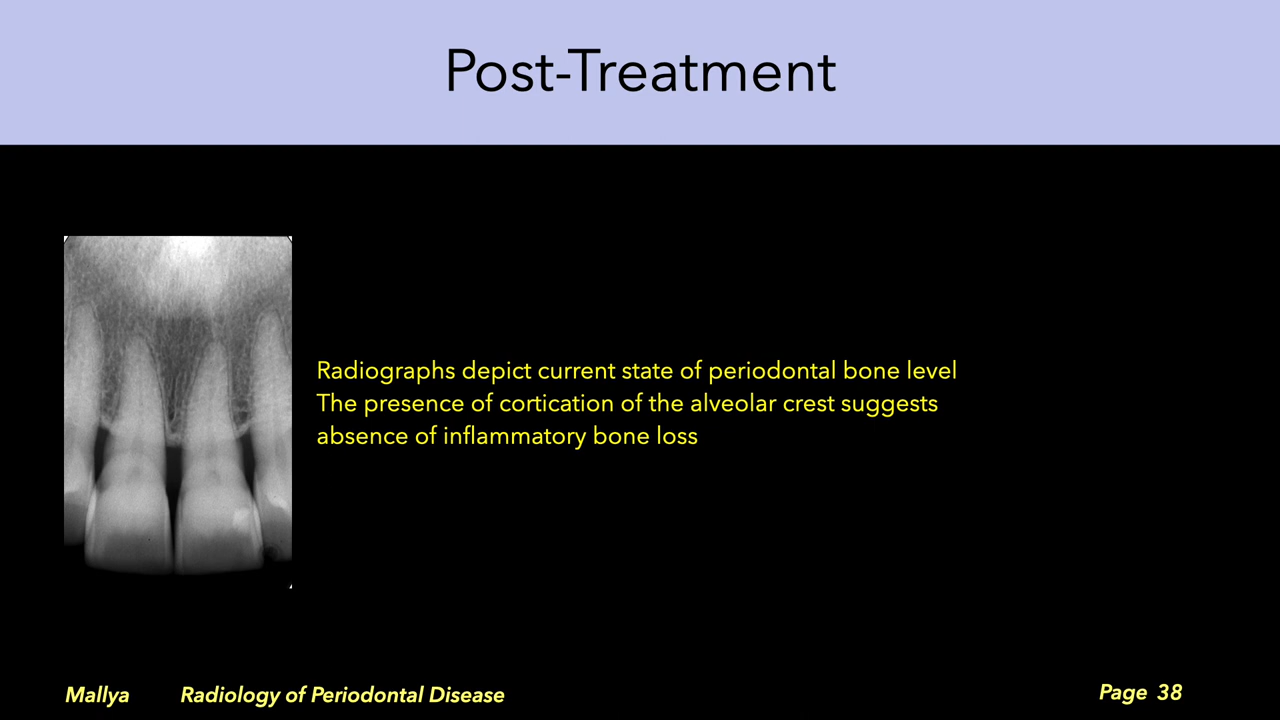 Post-Treatment
Radiographs depict current state of periodontal bone level
The presence of cortication of the alveolar crest suggests
absence of inflammatory bone loss
Mallya Radiology of Periodontal Disease Page 38